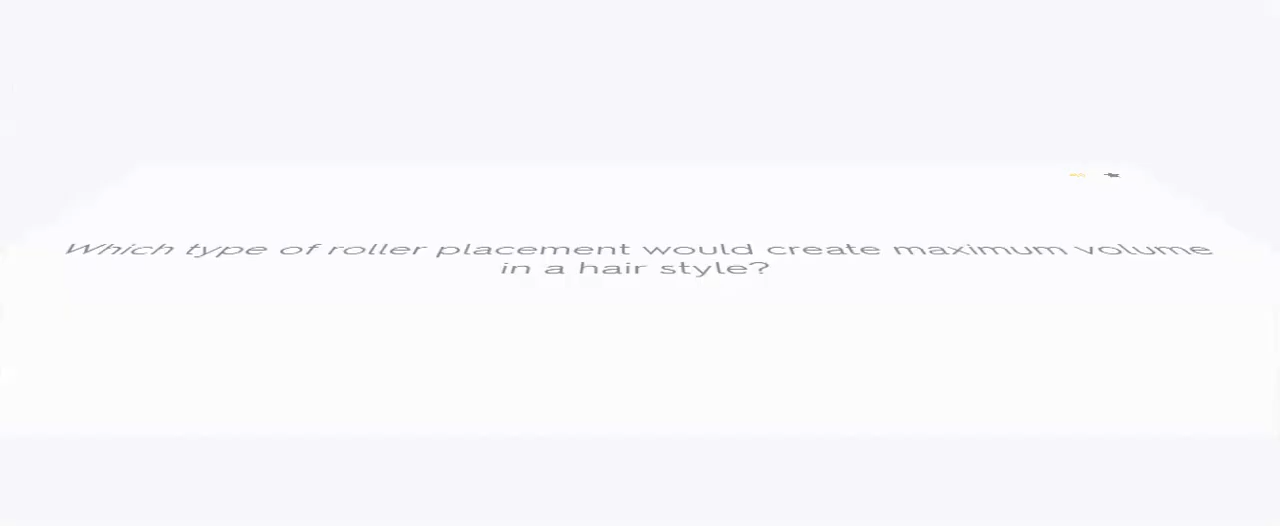 Which type of roller placement would create maximum volume
in a hair style?